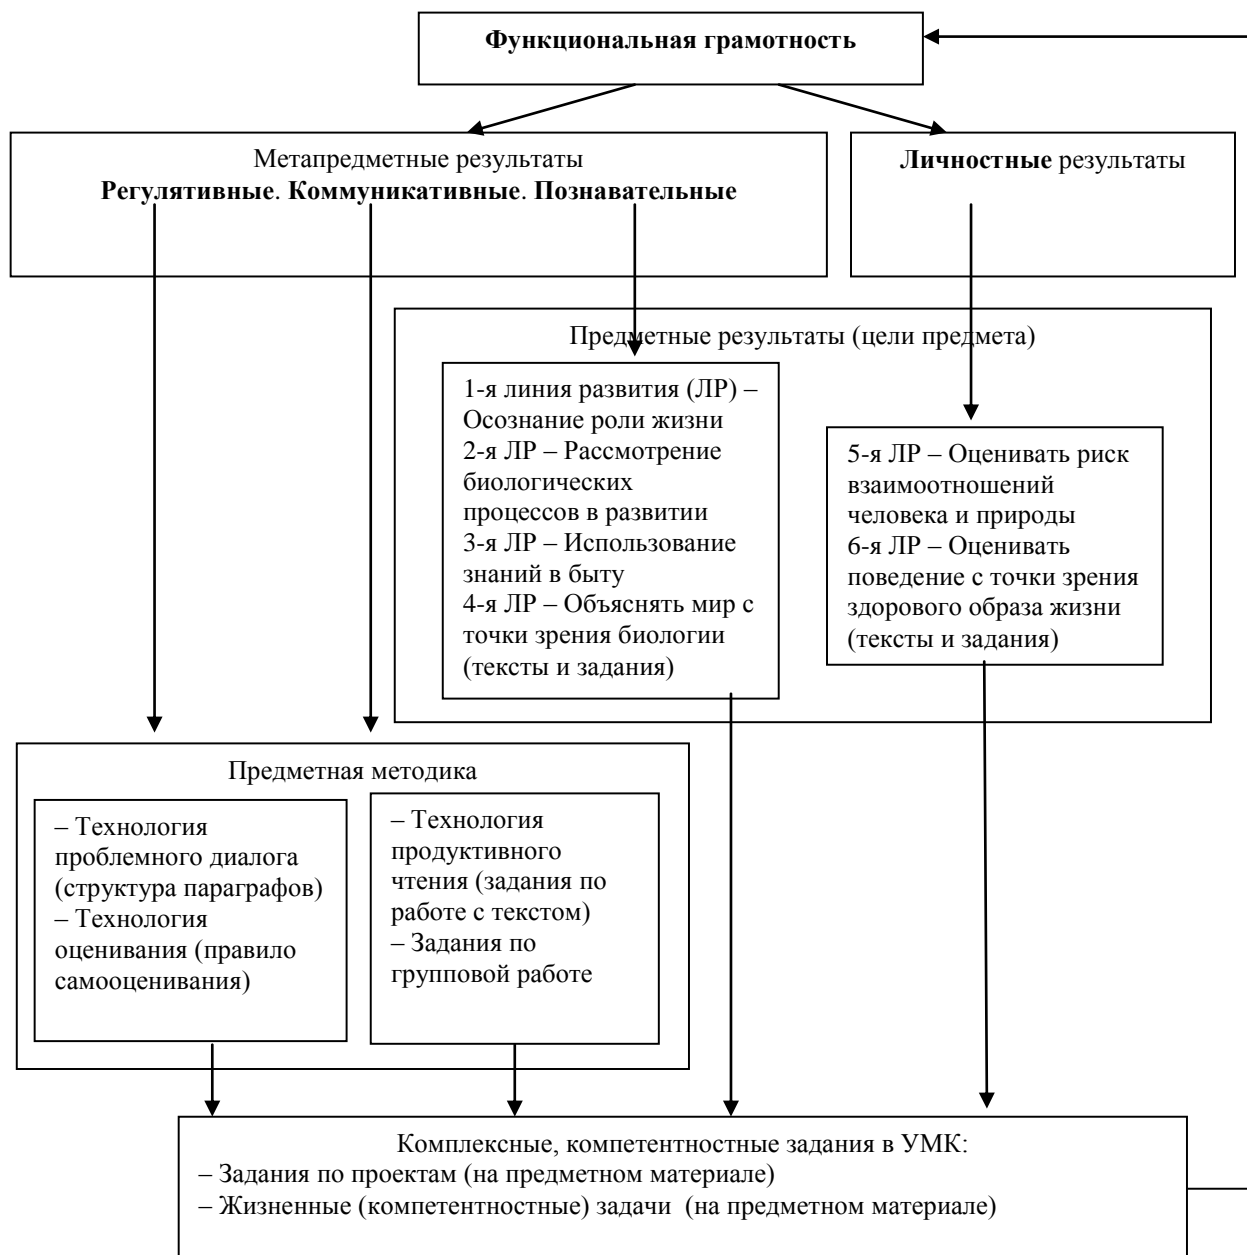 Функциональная грамотность
Метапредметные результаты
Регулятивные. Коммуникативные. Познавательные
Личностные результаты
Предметные результаты (цели предмета)
1-я линия развития (ЛР) –
Осознание роли жизни
2-я ЛР – Рассмотрение
биологических
процессов в развитии
3-я ЛР – Использование
знаний в быту
4-я ЛР – Объяснять мир с
точки зрения биологии
(тексты и задания)
5-я ЛР – Оценивать риск
взаимоотношений
человека и природы
6-я ЛР – Оценивать
поведение с точки зрения
здорового образа жизни
(тексты и задания)
Предметная методика
– Технология
проблемного диалога
(структура параграфов)
– Технология
оценивания (правило
самооценивания)
– Технология
продуктивного
чтения (задания по
работе с текстом)
– Задания по
групповой работе
Комплексные, компетентностные задания в УМК:
– Задания по проектам (на предметном материале)
– Жизненные (компетентностные) задачи (на предметном материале)